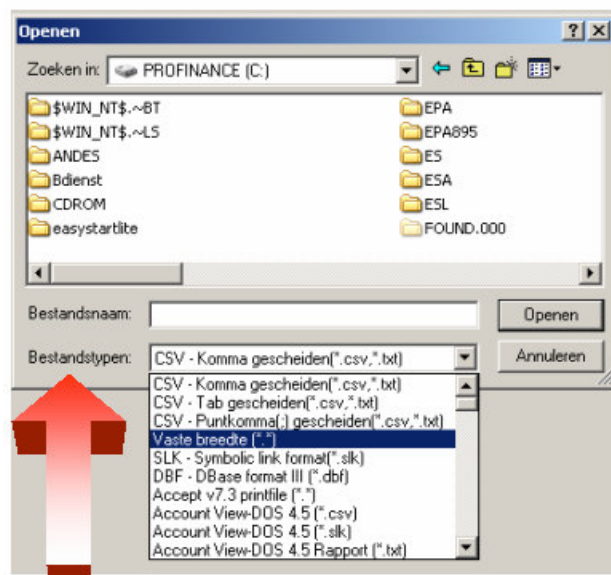 Openen
Zoeken in: PROFINANCE (C:)
$WIN_NT$.~BT
$WIN_NT$.~LS
ANDES
Bdienst
CDROM
easystartlite
EPA
EPA895
ES
ESA
ESL
FOUND.000
Bestandsnaam:
Openen
Bestandstypen: CSV - Komma gescheiden(*.csv,*.txt)
Annuleren
CSV - Komma gescheiden(*.csv,*.txt)
CSV - Tab gescheiden(*.csv,*.txt)
CSV - Puntkomma(;) gescheiden(*.csv,*.txt)
Vaste breedte (*.*)
SLK - Symbolic link format(*.slk)
DBF - DBase format III (*.dbf)
Accept v7.3 printfile (*.*)
Account View-DOS 4.5 (*.csv)
Account View-DOS 4.5 (*.slk)
Account View-DOS 4.5 Rapport (*.txt)